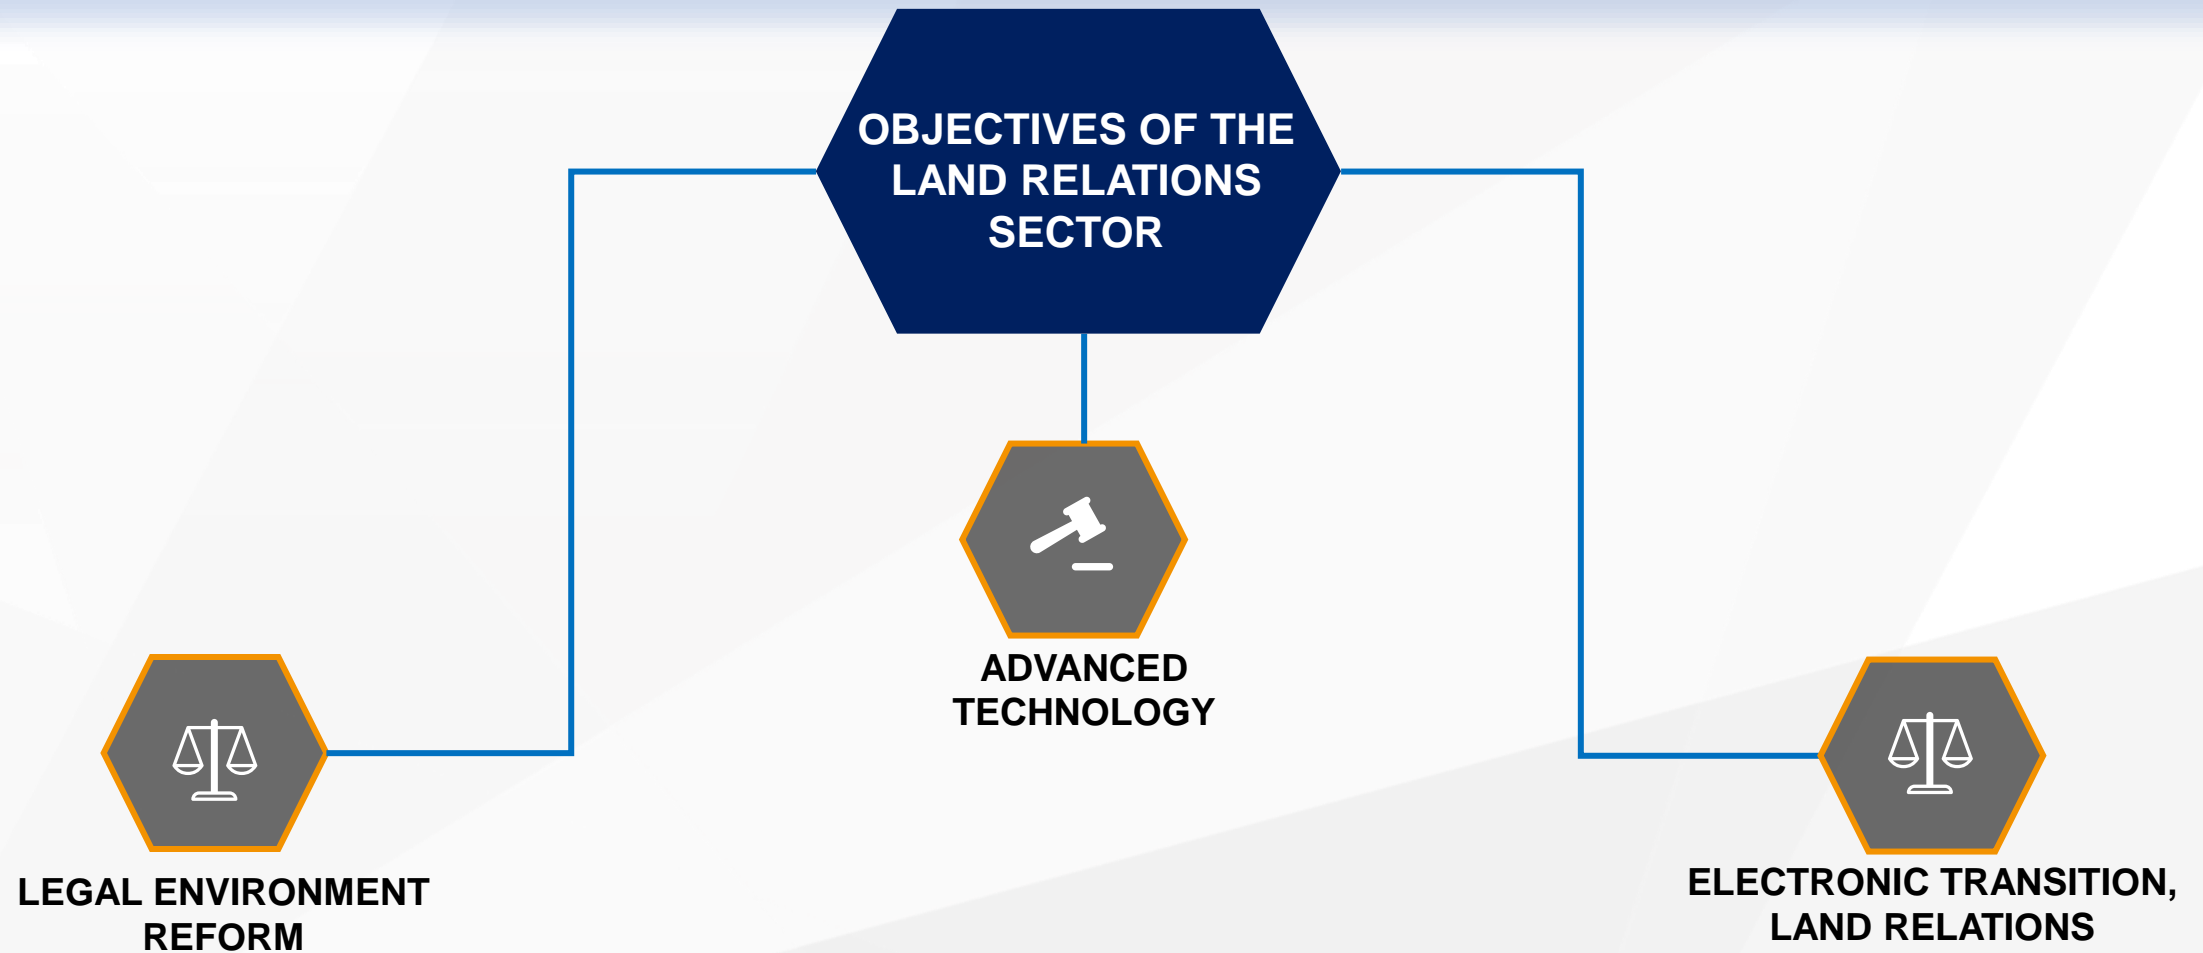 OBJECTIVES OF THE
LAND RELATIONS
SECTOR
ADVANCED
TECHNOLOGY
LEGAL ENVIRONMENT
REFORM
ELECTRONIC TRANSITION,
LAND RELATIONS